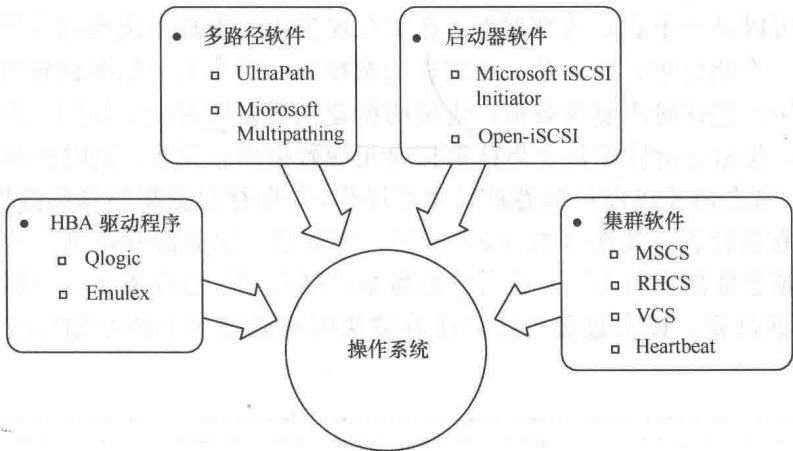 多路径软件
UltraPath
Microsoft
Multipathing
启动器软件
Microsoft iSCSI
Initiator
Open-iSCSI
HBA 驱动程序
Qlogic
Emulex
集群软件
MSCS
RHCS
VCS
Heartbeat
操作系统